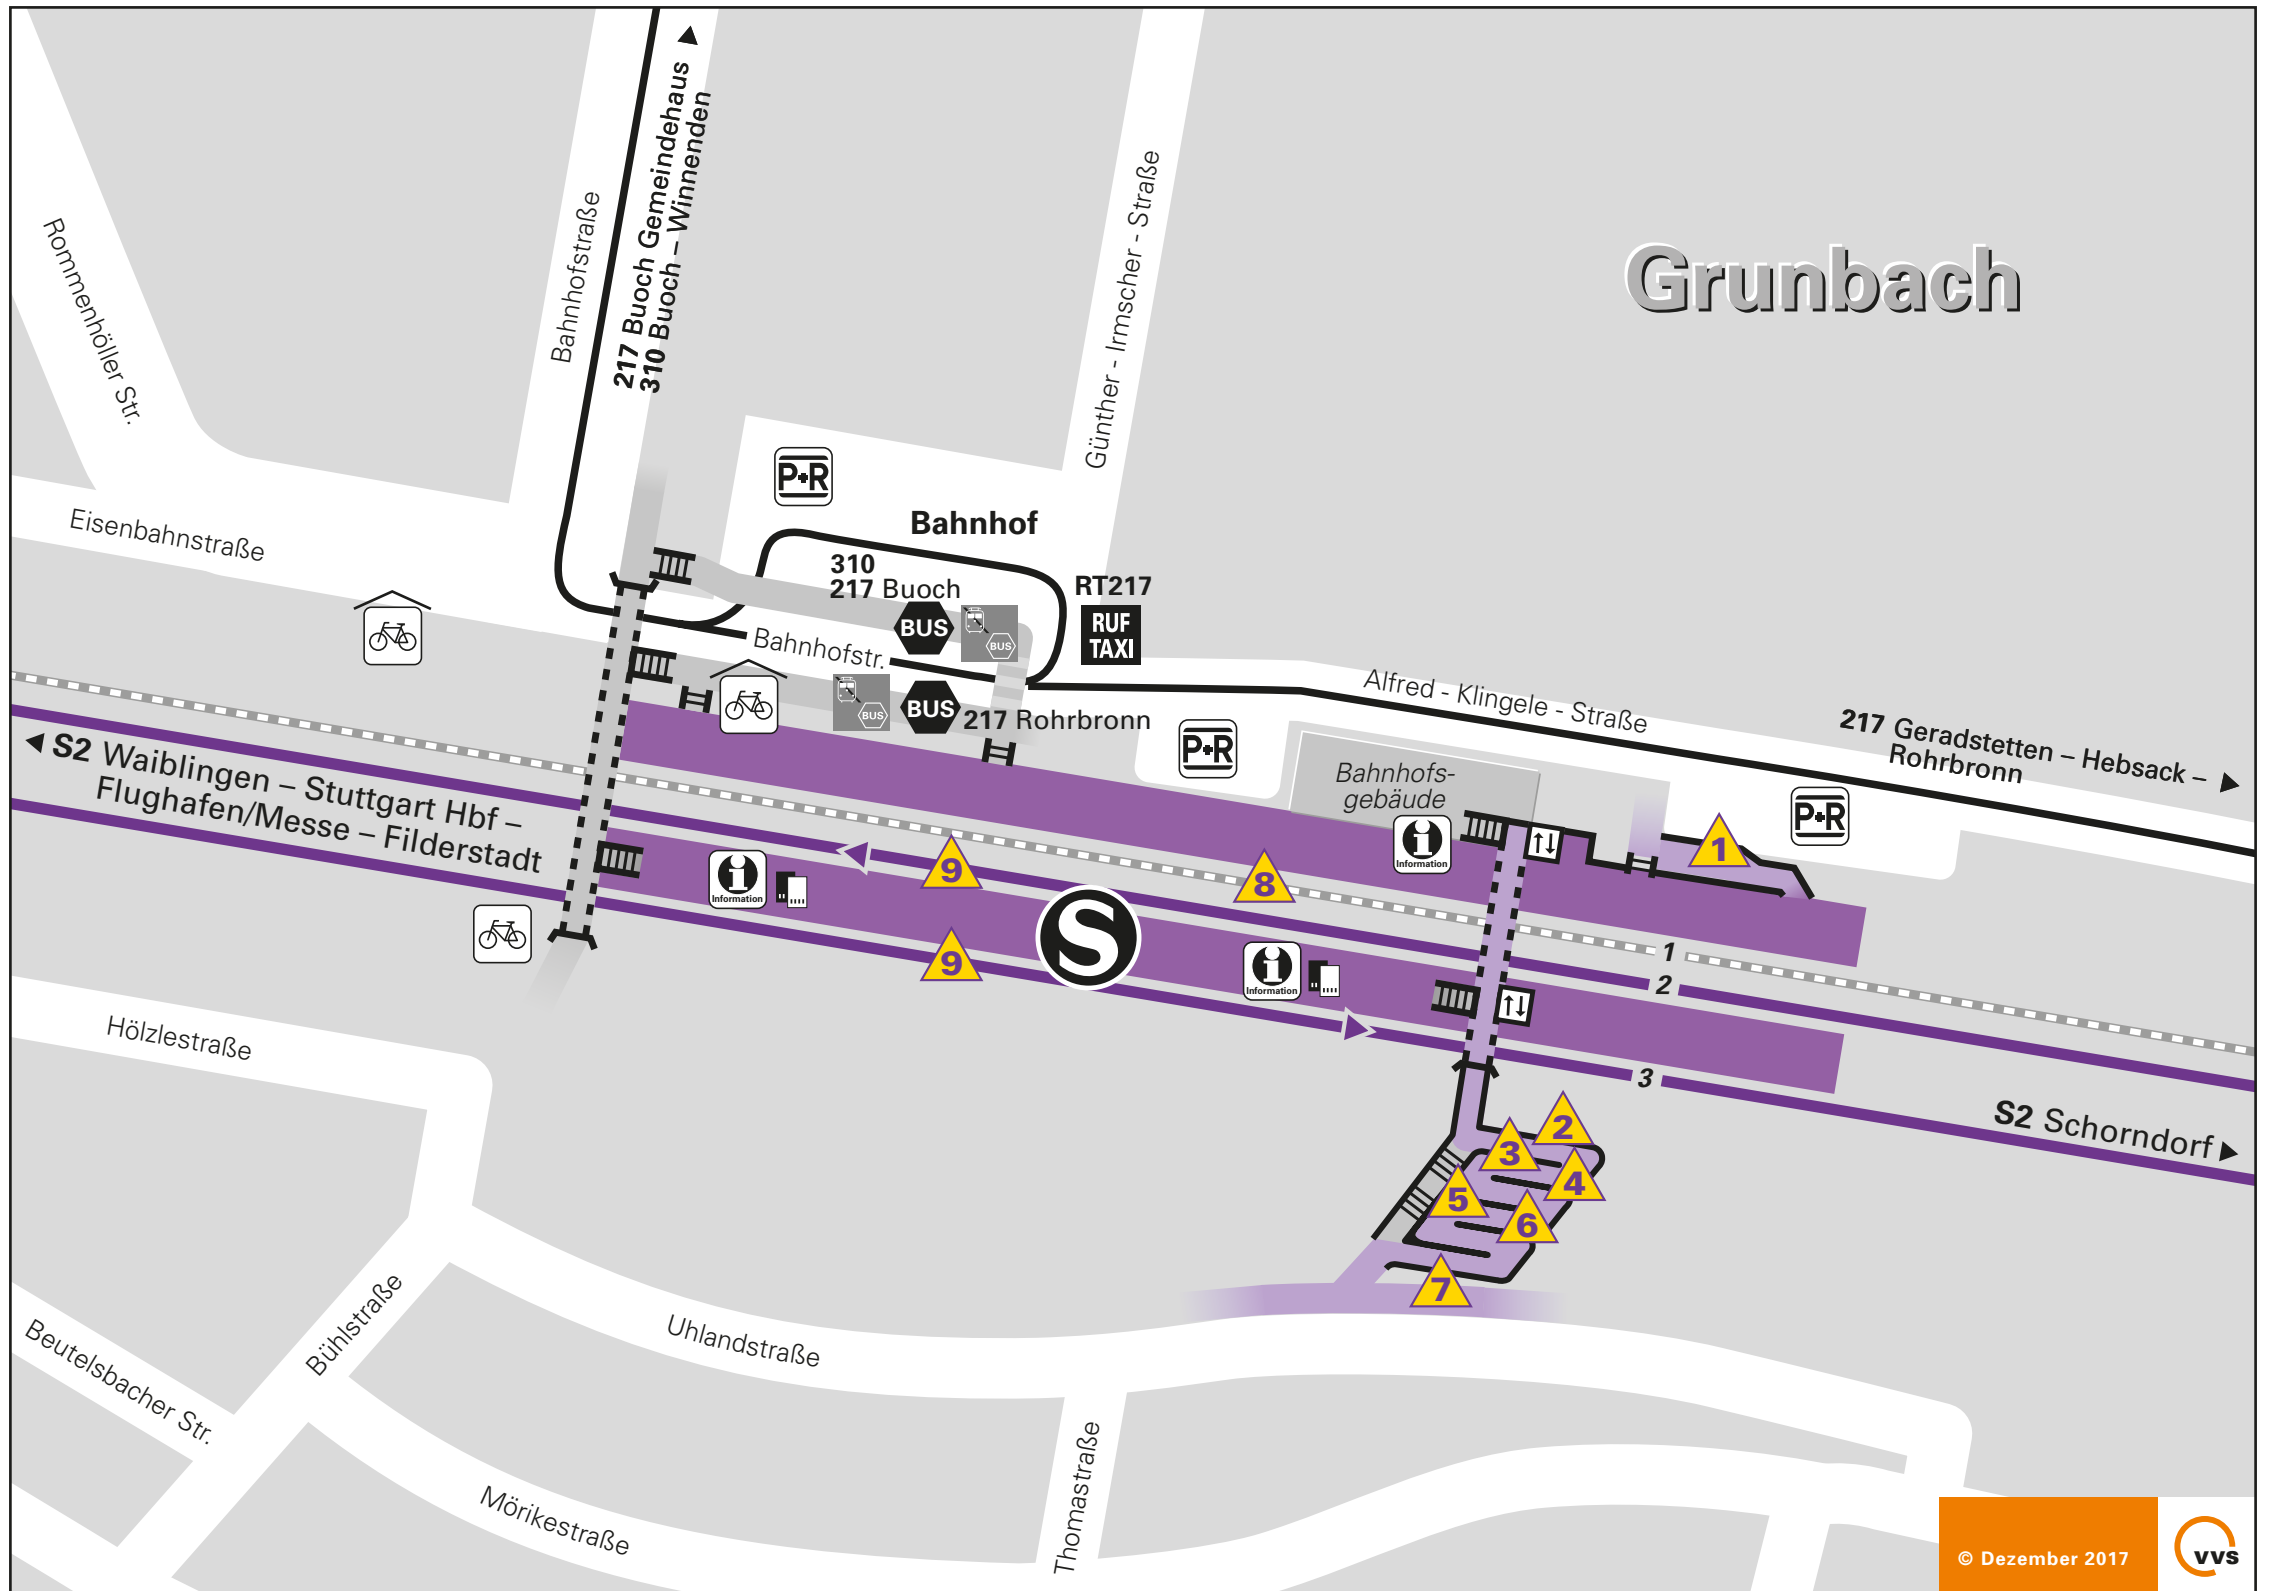 Grunbach
Rommenhöller Str.
Bahnhofstraße
217 Buoch Gemeindehaus
310 Buoch – Winnenden
Günther - Irmscher - Straße
Eisenbahnstraße
P+R
Bahnhof
310
217 Buoch
BUS
BUS
RT217
RUF
TAXI
Bahnhofstr.
BUS
BUS
217 Rohrbronn
Alfred - Klingele - Straße
217 Geradstetten – Hebsack –
Rohrbronn
P+R
P+R
Bahnhofs-
gebäude
i
Information
1
S2 Waiblingen – Stuttgart Hbf –
Flughafen/Messe – Filderstadt
i
Information
9
8
9
S
i
Information
1
2
3
S2 Schorndorf
2
3
4
5
6
7
Hölzlestraße
Bühlstraße
Beutelsbacher Str.
Uhlandstraße
Mörikestraße
Thomastraße
© Dezember 2017
vvs